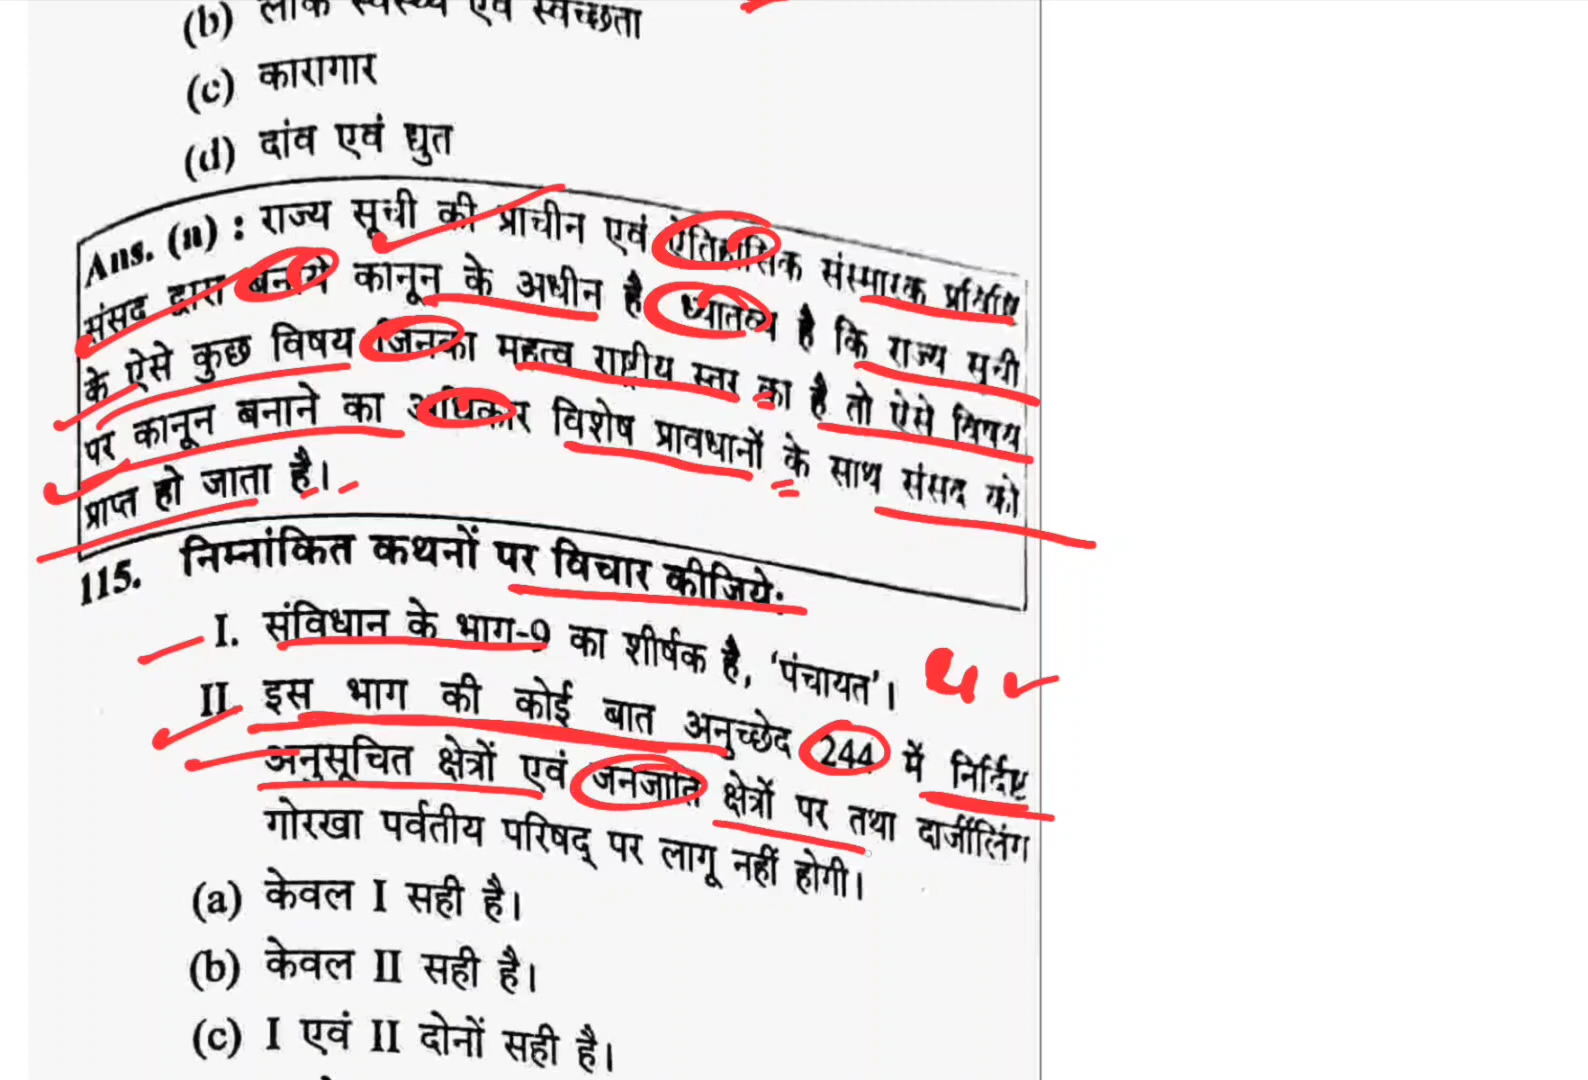 (b) लोक स्वास्थ्य एवं स्वच्छता
(c) कारागार
(d) दांव एवं द्युत
Ans. (a) : राज्य सूची की प्राचीन एवं ऐतिहासिक संस्मारक प्रविष्टि
संसद द्वारा बनाये कानून के अधीन है ध्यातव्य है कि राज्य सूची
के ऐसे कुछ विषय जिनका महत्व राष्ट्रीय स्तर का है तो ऐसे विषय
पर कानून बनाने का अधिकार विशेष प्रावधानों के साथ संसद को
प्राप्त हो जाता है।
115. निम्नांकित कथनों पर विचार कीजिये:
I. संविधान के भाग-9 का शीर्षक है, 'पंचायत'।
II इस भाग की कोई बात अनुच्छेद 244 में निर्दिष्ट
अनुसूचित क्षेत्रों एवं जनजाति क्षेत्रों पर तथा दार्जीलिंग
गोरखा पर्वतीय परिषद् पर लागू नहीं होगी।
(a) केवल I सही है।
(b) केवल II सही है।
(c) I एवं II दोनों सही है।